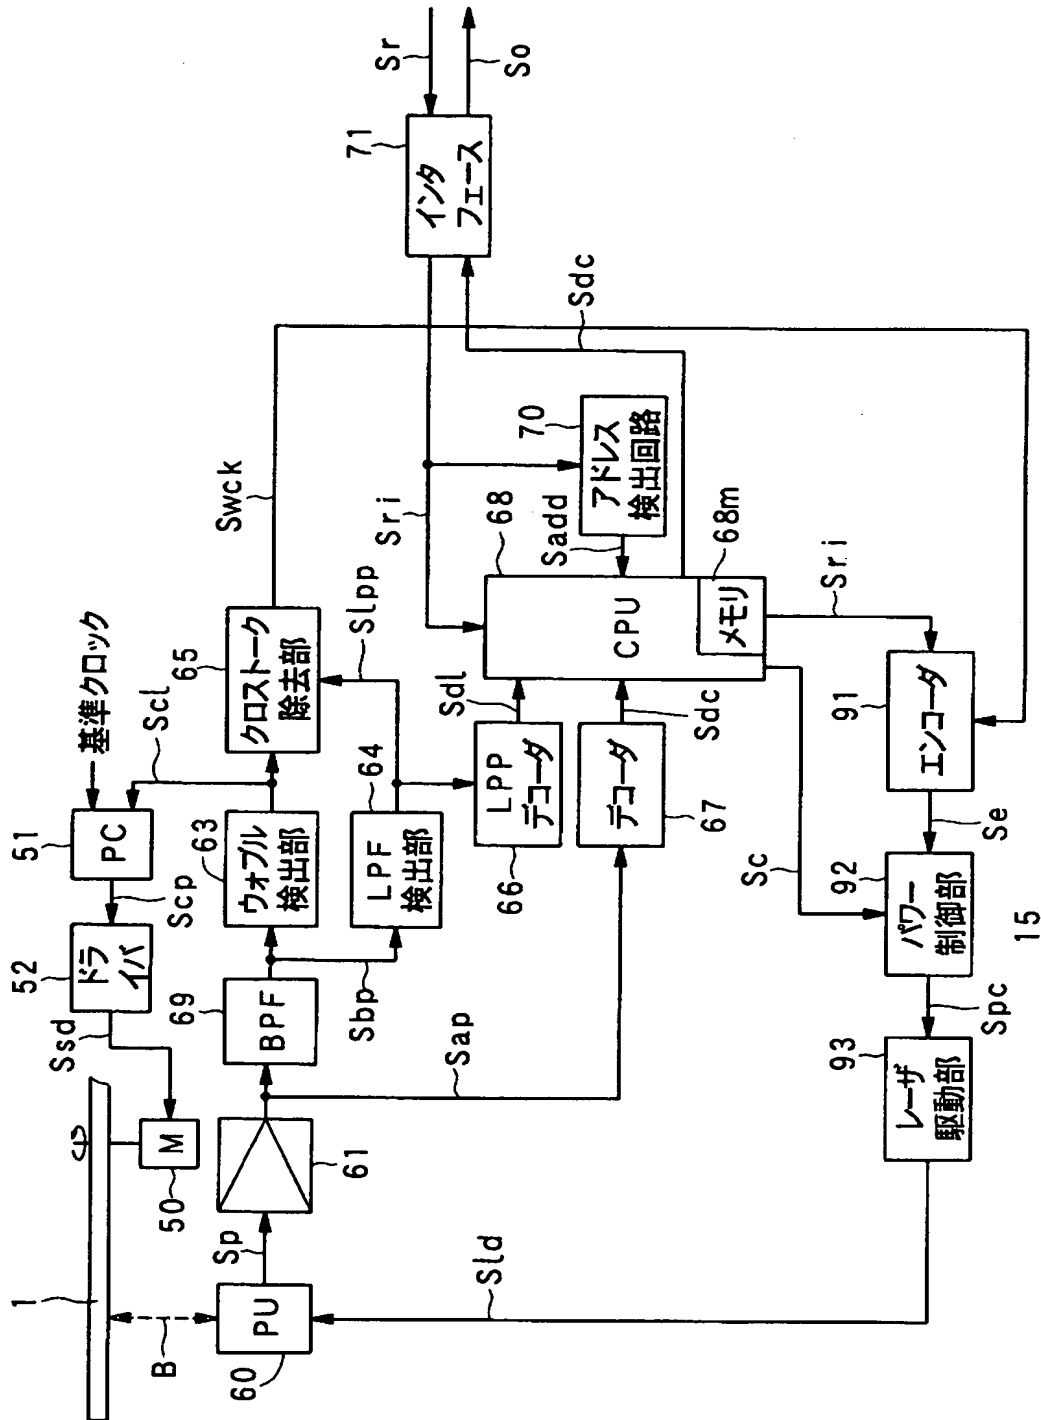 1
B
PU
60
Sp
61
M
50
Ssd
ドラ
イバ
52
Scp
PC
51
基準クロック
Scl
BPF
69
Sbp
Sap
ウォブル
検出部
63
LPF
検出部
64
クロストーク
除去部
65
Slpp
Swck
LPP
デコーダ
66
Sdl
デコーダ
67
Sdc
CPU
68
メモリ
68m
Sri
アドレス
検出回路
70
Sadd
Sdc
インタ
フェース
71
Sr
So
Sri
エンコーダ
91
Se
Sc
パワー
制御部
92
Spc
レーザ
駆動部
93
Sld
15